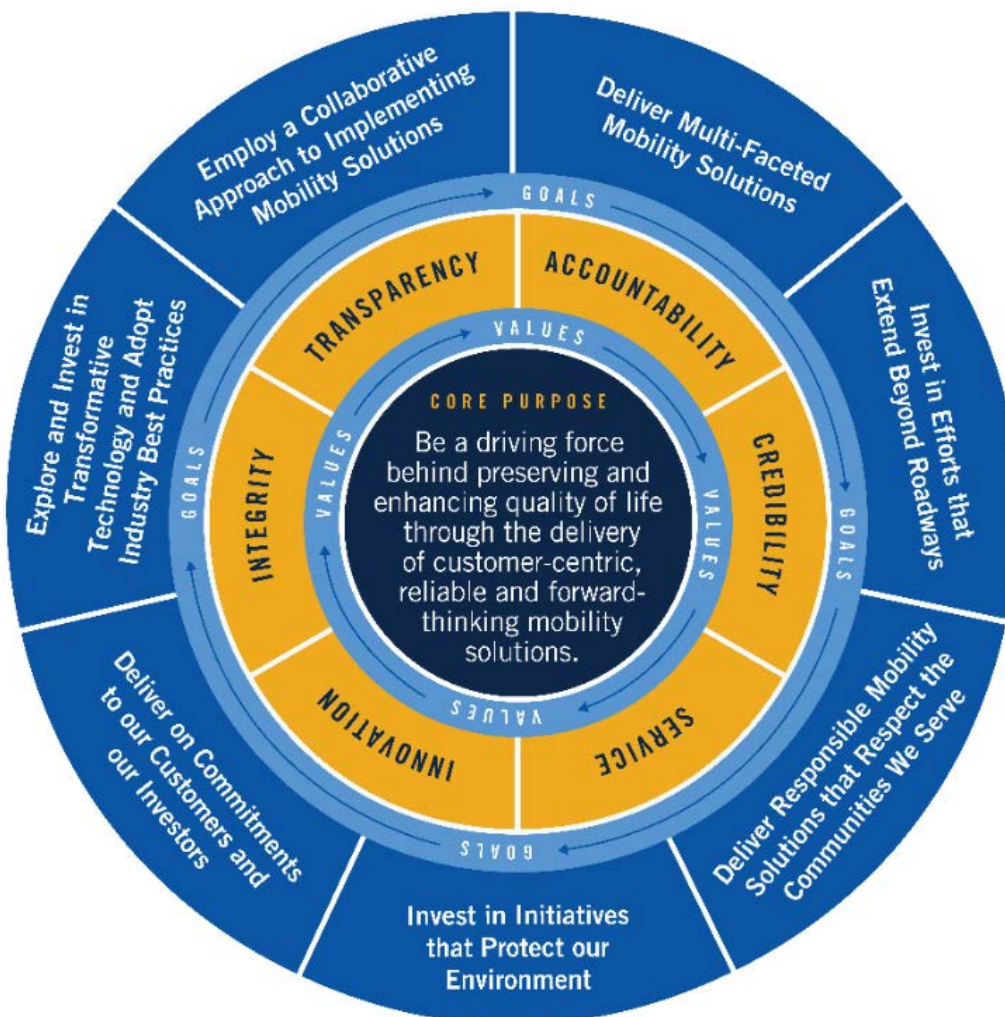 CORE PURPOSE
Be a driving force
behind preserving and
enhancing quality of life
through the delivery
of customer-centric,
reliable and forward-
thinking mobility
solutions.
VALUES
VALUES
VALUES
VALUES
TRANSPARENCY
ACCOUNTABILITY
CREDIBILITY
SERVICE
INNOVATION
INTEGRITY
GOALS
GOALS
GOALS
GOALS
Employ a Collaborative
Approach to Implementing
Mobility Solutions
Deliver Multi-Faceted
Mobility Solutions
Invest in Efforts that
Extend Beyond Roadways
Deliver Responsible Mobility
Solutions that Respect the
Communities We Serve
Invest in Initiatives
that Protect our
Environment
Deliver on Commitments
to our Customers and
our Investors
Explore and Invest in
Transformative
Technology and Adopt
Industry Best Practices